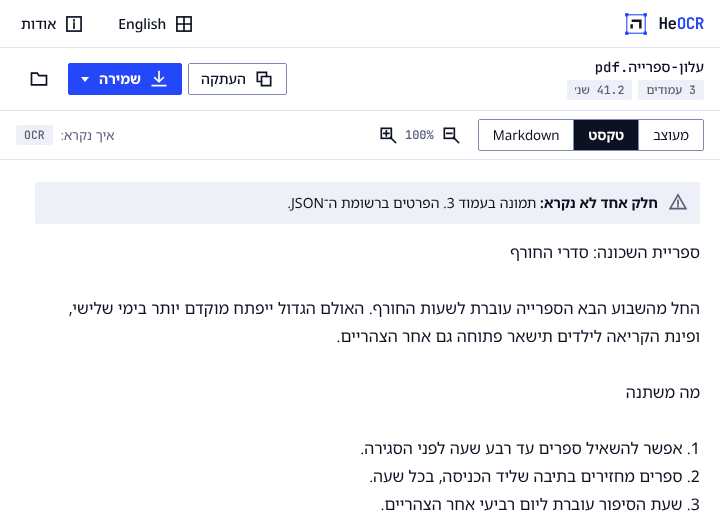 HeOCR
English
אודות
עלון-ספרייה.pdf
3 עמודים
41.2 שני
העתקה
שמירה
מעוצב
טקסט
Markdown
100%
איך נקרא:
OCR
חלק אחד לא נקרא: תמונה בעמוד 3. הפרטים ברשומת ה־JSON.
ספריית השכונה: סדרי החורף
החל מהשבוע הבא הספרייה עוברת לשעות החורף. האולם הגדול ייפתח מוקדם יותר בימי שלישי,
ופינת הקריאה לילדים תישאר פתוחה גם אחר הצהריים.
מה משתנה
1. אפשר להשאיל ספרים עד רבע שעה לפני הסגירה.
2. ספרים מחזירים בתיבה שליד הכניסה, בכל שעה.
3. שעת הסיפור עוברת ליום רביעי אחר הצהריים.